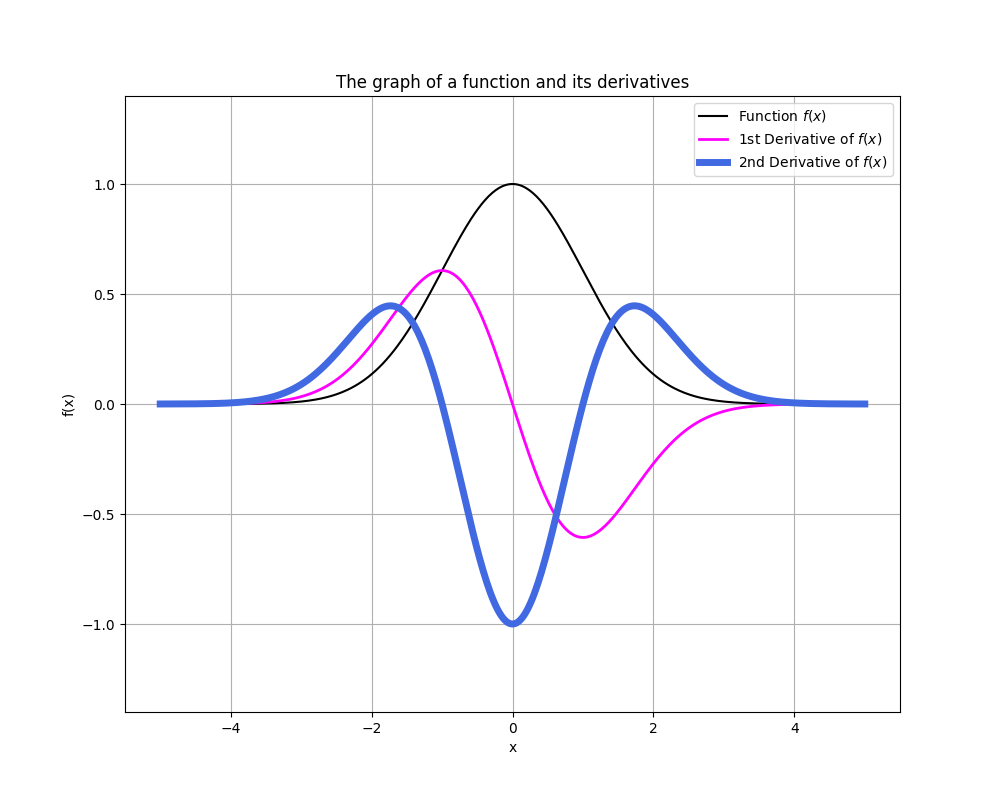 The graph of a function and its derivatives
Function f(x)
1st Derivative of f(x)
2nd Derivative of f(x)
1.0
0.5
0.0
−0.5
−1.0
f(x)
−4
−2
0
2
4
x